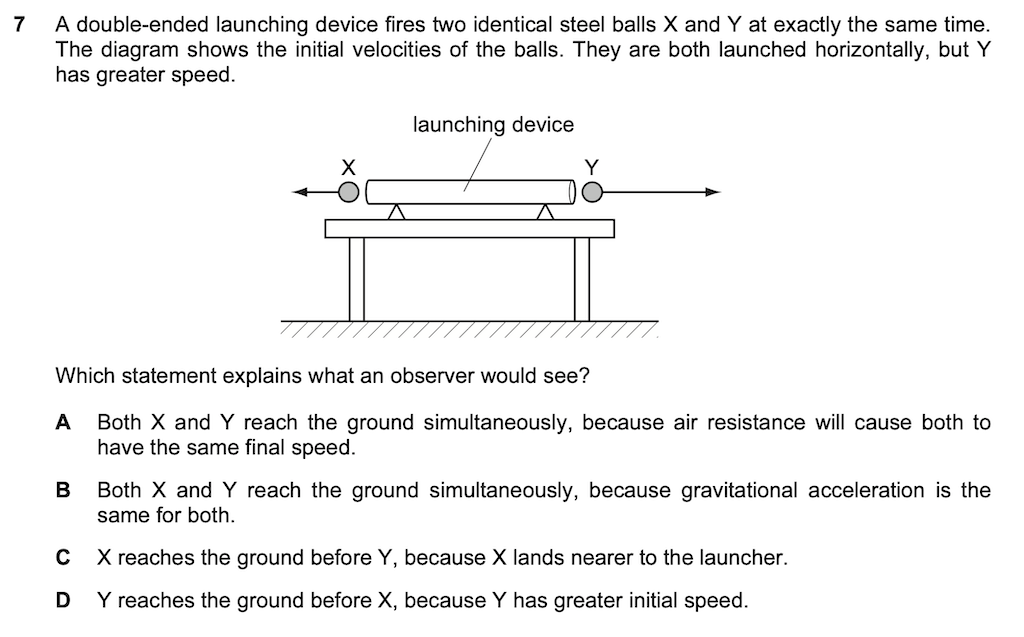 7 A double-ended launching device fires two identical steel balls X and Y at exactly the same time.
The diagram shows the initial velocities of the balls. They are both launched horizontally, but Y
has greater speed.
launching device
X
Y
Which statement explains what an observer would see?
A Both X and Y reach the ground simultaneously, because air resistance will cause both to
have the same final speed.
B Both X and Y reach the ground simultaneously, because gravitational acceleration is the
same for both.
C X reaches the ground before Y, because X lands nearer to the launcher.
D Y reaches the ground before X, because Y has greater initial speed.